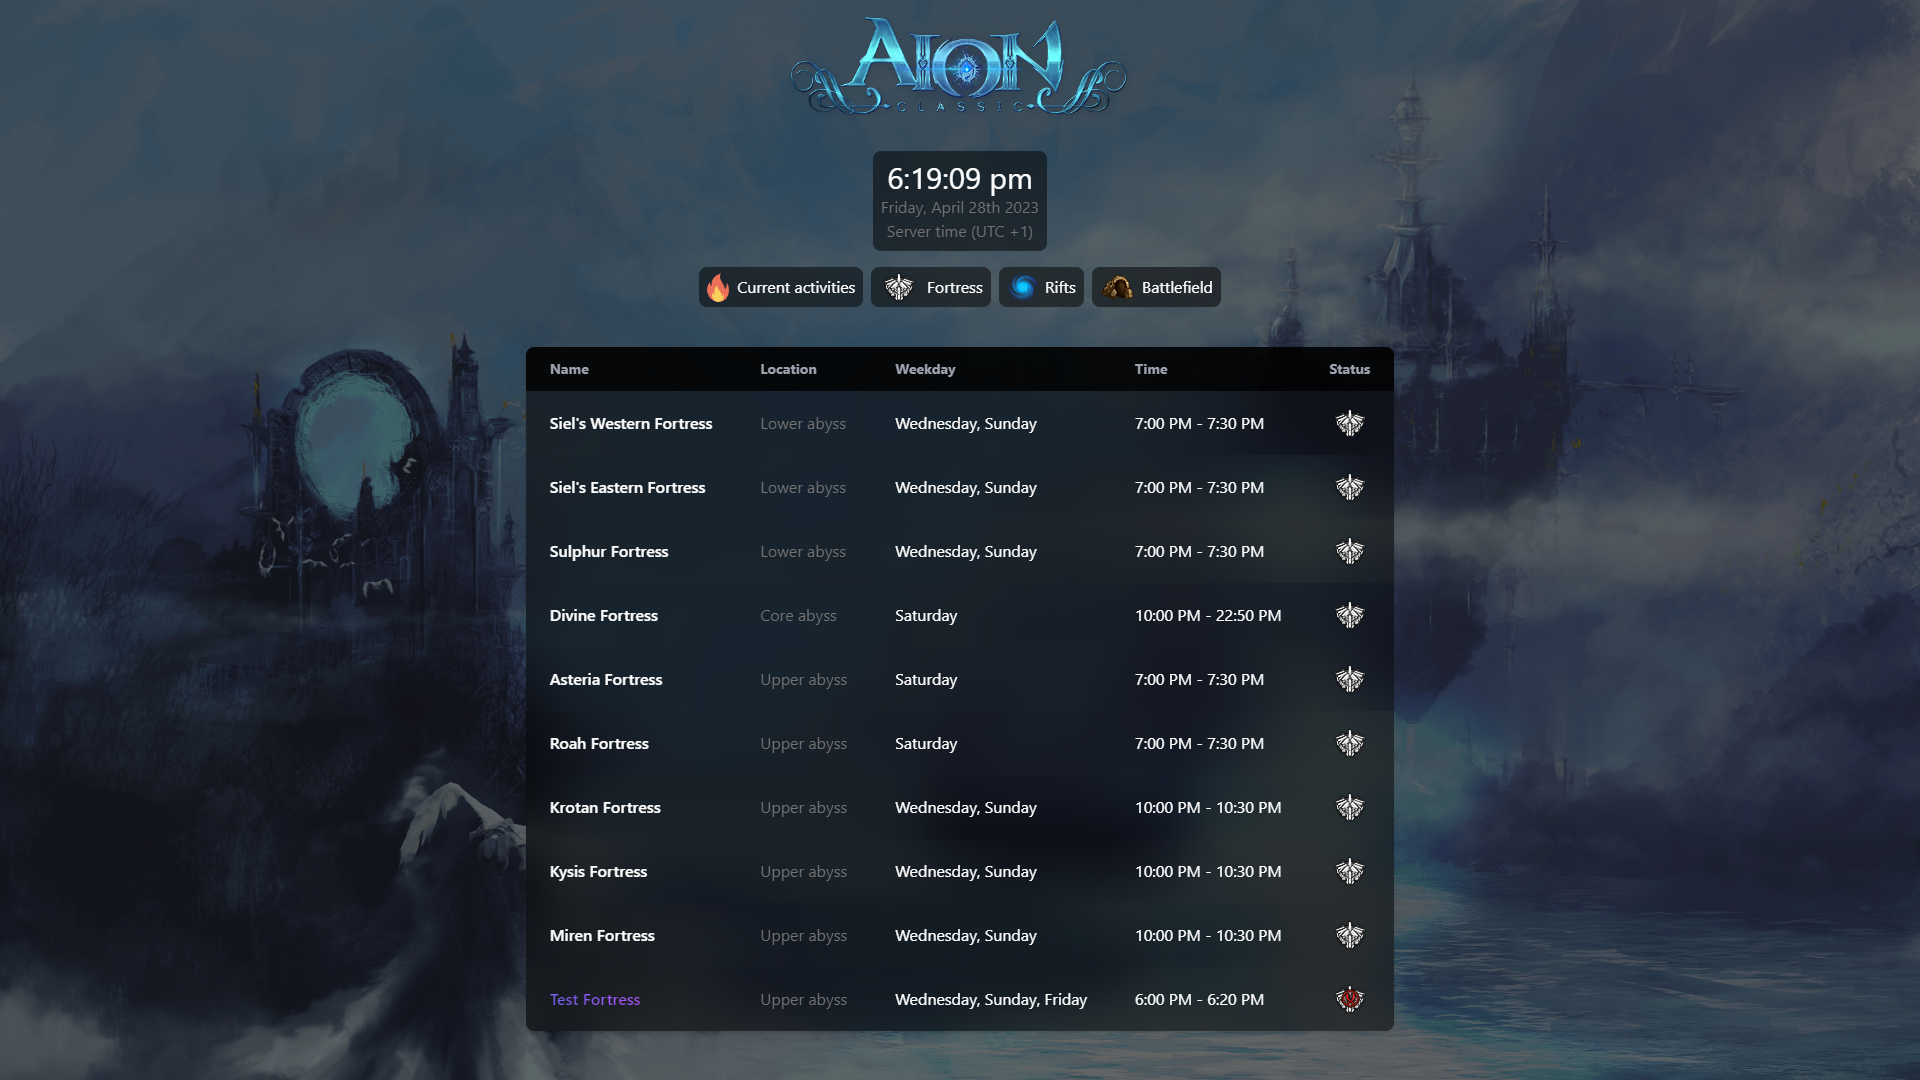 AION
CLASSIC
6:19:09 pm
Friday, April 28th 2023
Server time (UTC +1)
Current activities Fortress Rifts Battlefield
Name Location Weekday Time Status
Siel's Western Fortress Lower abyss Wednesday, Sunday 7:00 PM - 7:30 PM
Siel's Eastern Fortress Lower abyss Wednesday, Sunday 7:00 PM - 7:30 PM
Sulphur Fortress Lower abyss Wednesday, Sunday 7:00 PM - 7:30 PM
Divine Fortress Core abyss Saturday 10:00 PM - 22:50 PM
Asteria Fortress Upper abyss Saturday 7:00 PM - 7:30 PM
Roah Fortress Upper abyss Saturday 7:00 PM - 7:30 PM
Krotan Fortress Upper abyss Wednesday, Sunday 10:00 PM - 10:30 PM
Kysis Fortress Upper abyss Wednesday, Sunday 10:00 PM - 10:30 PM
Miren Fortress Upper abyss Wednesday, Sunday 10:00 PM - 10:30 PM
Test Fortress Upper abyss Wednesday, Sunday, Friday 6:00 PM - 6:20 PM